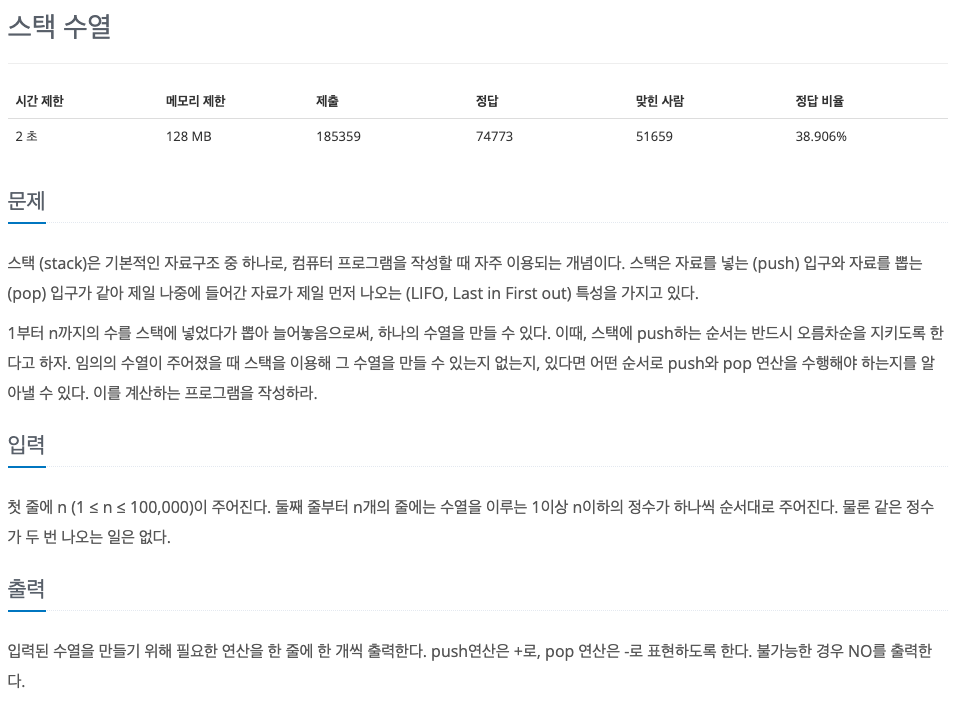 스택 수열
시간 제한 메모리 제한 제출 정답 맞힌 사람 정답 비율
2 초 128 MB 185359 74773 51659 38.906%
문제
스택 (stack)은 기본적인 자료구조 중 하나로, 컴퓨터 프로그램을 작성할 때 자주 이용되는 개념이다. 스택은 자료를 넣는 (push) 입구와 자료를 뽑는
(pop) 입구가 같아 제일 나중에 들어간 자료가 제일 먼저 나오는 (LIFO, Last in First out) 특성을 가지고 있다.
1부터 n까지의 수를 스택에 넣었다가 뽑아 늘어놓음으로써, 하나의 수열을 만들 수 있다. 이때, 스택에 push하는 순서는 반드시 오름차순을 지키도록 한
다고 하자. 임의의 수열이 주어졌을 때 스택을 이용해 그 수열을 만들 수 있는지 없는지, 있다면 어떤 순서로 push와 pop 연산을 수행해야 하는지를 알
아낼 수 있다. 이를 계산하는 프로그램을 작성하라.
입력
첫 줄에 n (1 ≤ n ≤ 100,000)이 주어진다. 둘째 줄부터 n개의 줄에는 수열을 이루는 1이상 n이하의 정수가 하나씩 순서대로 주어진다. 물론 같은 정수
가 두 번 나오는 일은 없다.
출력
입력된 수열을 만들기 위해 필요한 연산을 한 줄에 한 개씩 출력한다. push연산은 +로, pop 연산은 -로 표현하도록 한다. 불가능한 경우 NO를 출력한
다.